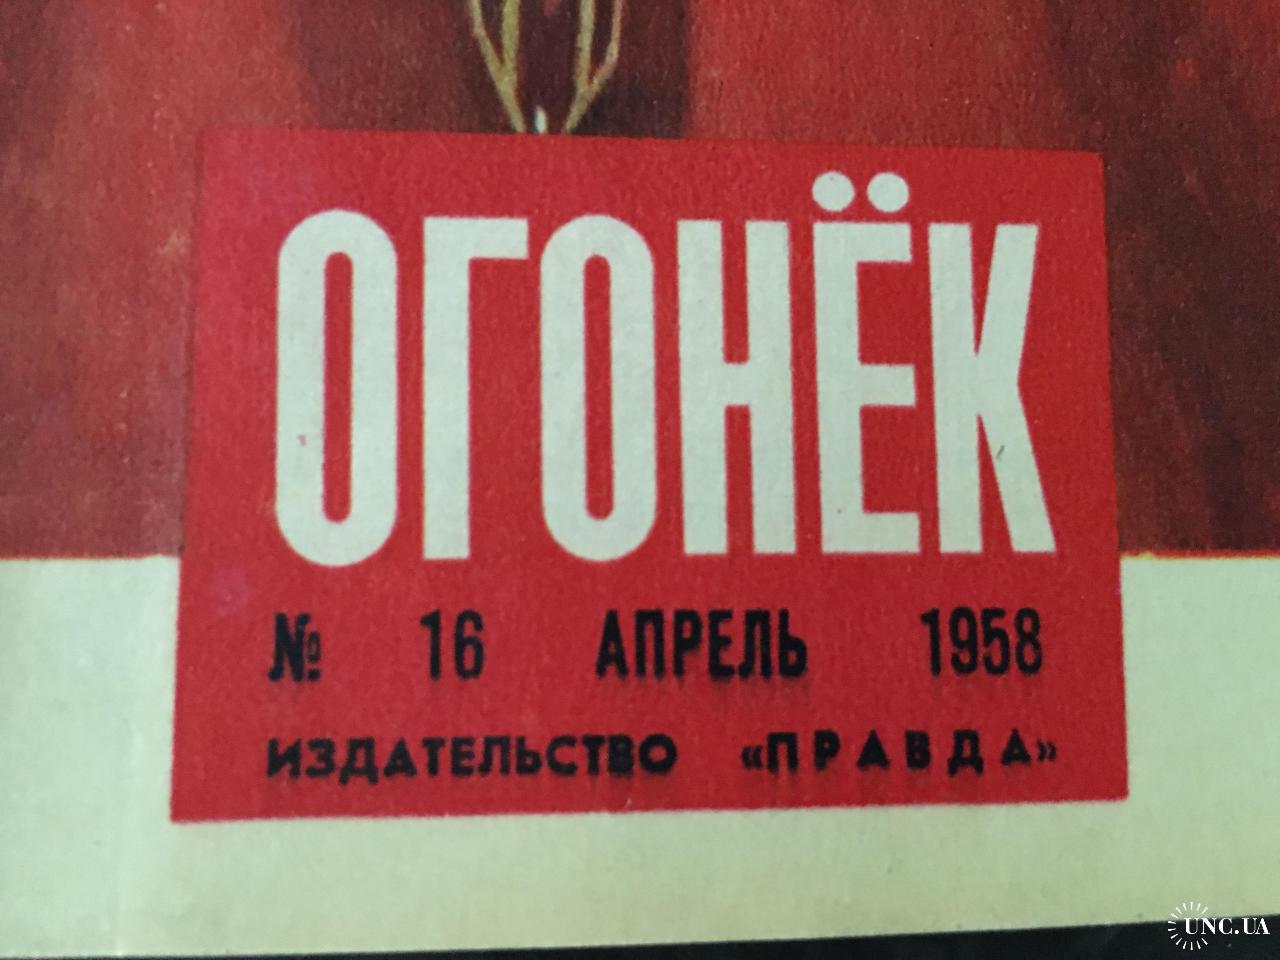 ОГОНЁК
№ 16 АПРЕЛЬ 1958
ИЗДАТЕЛЬСТВО «ПРАВДА»
UNC.UA